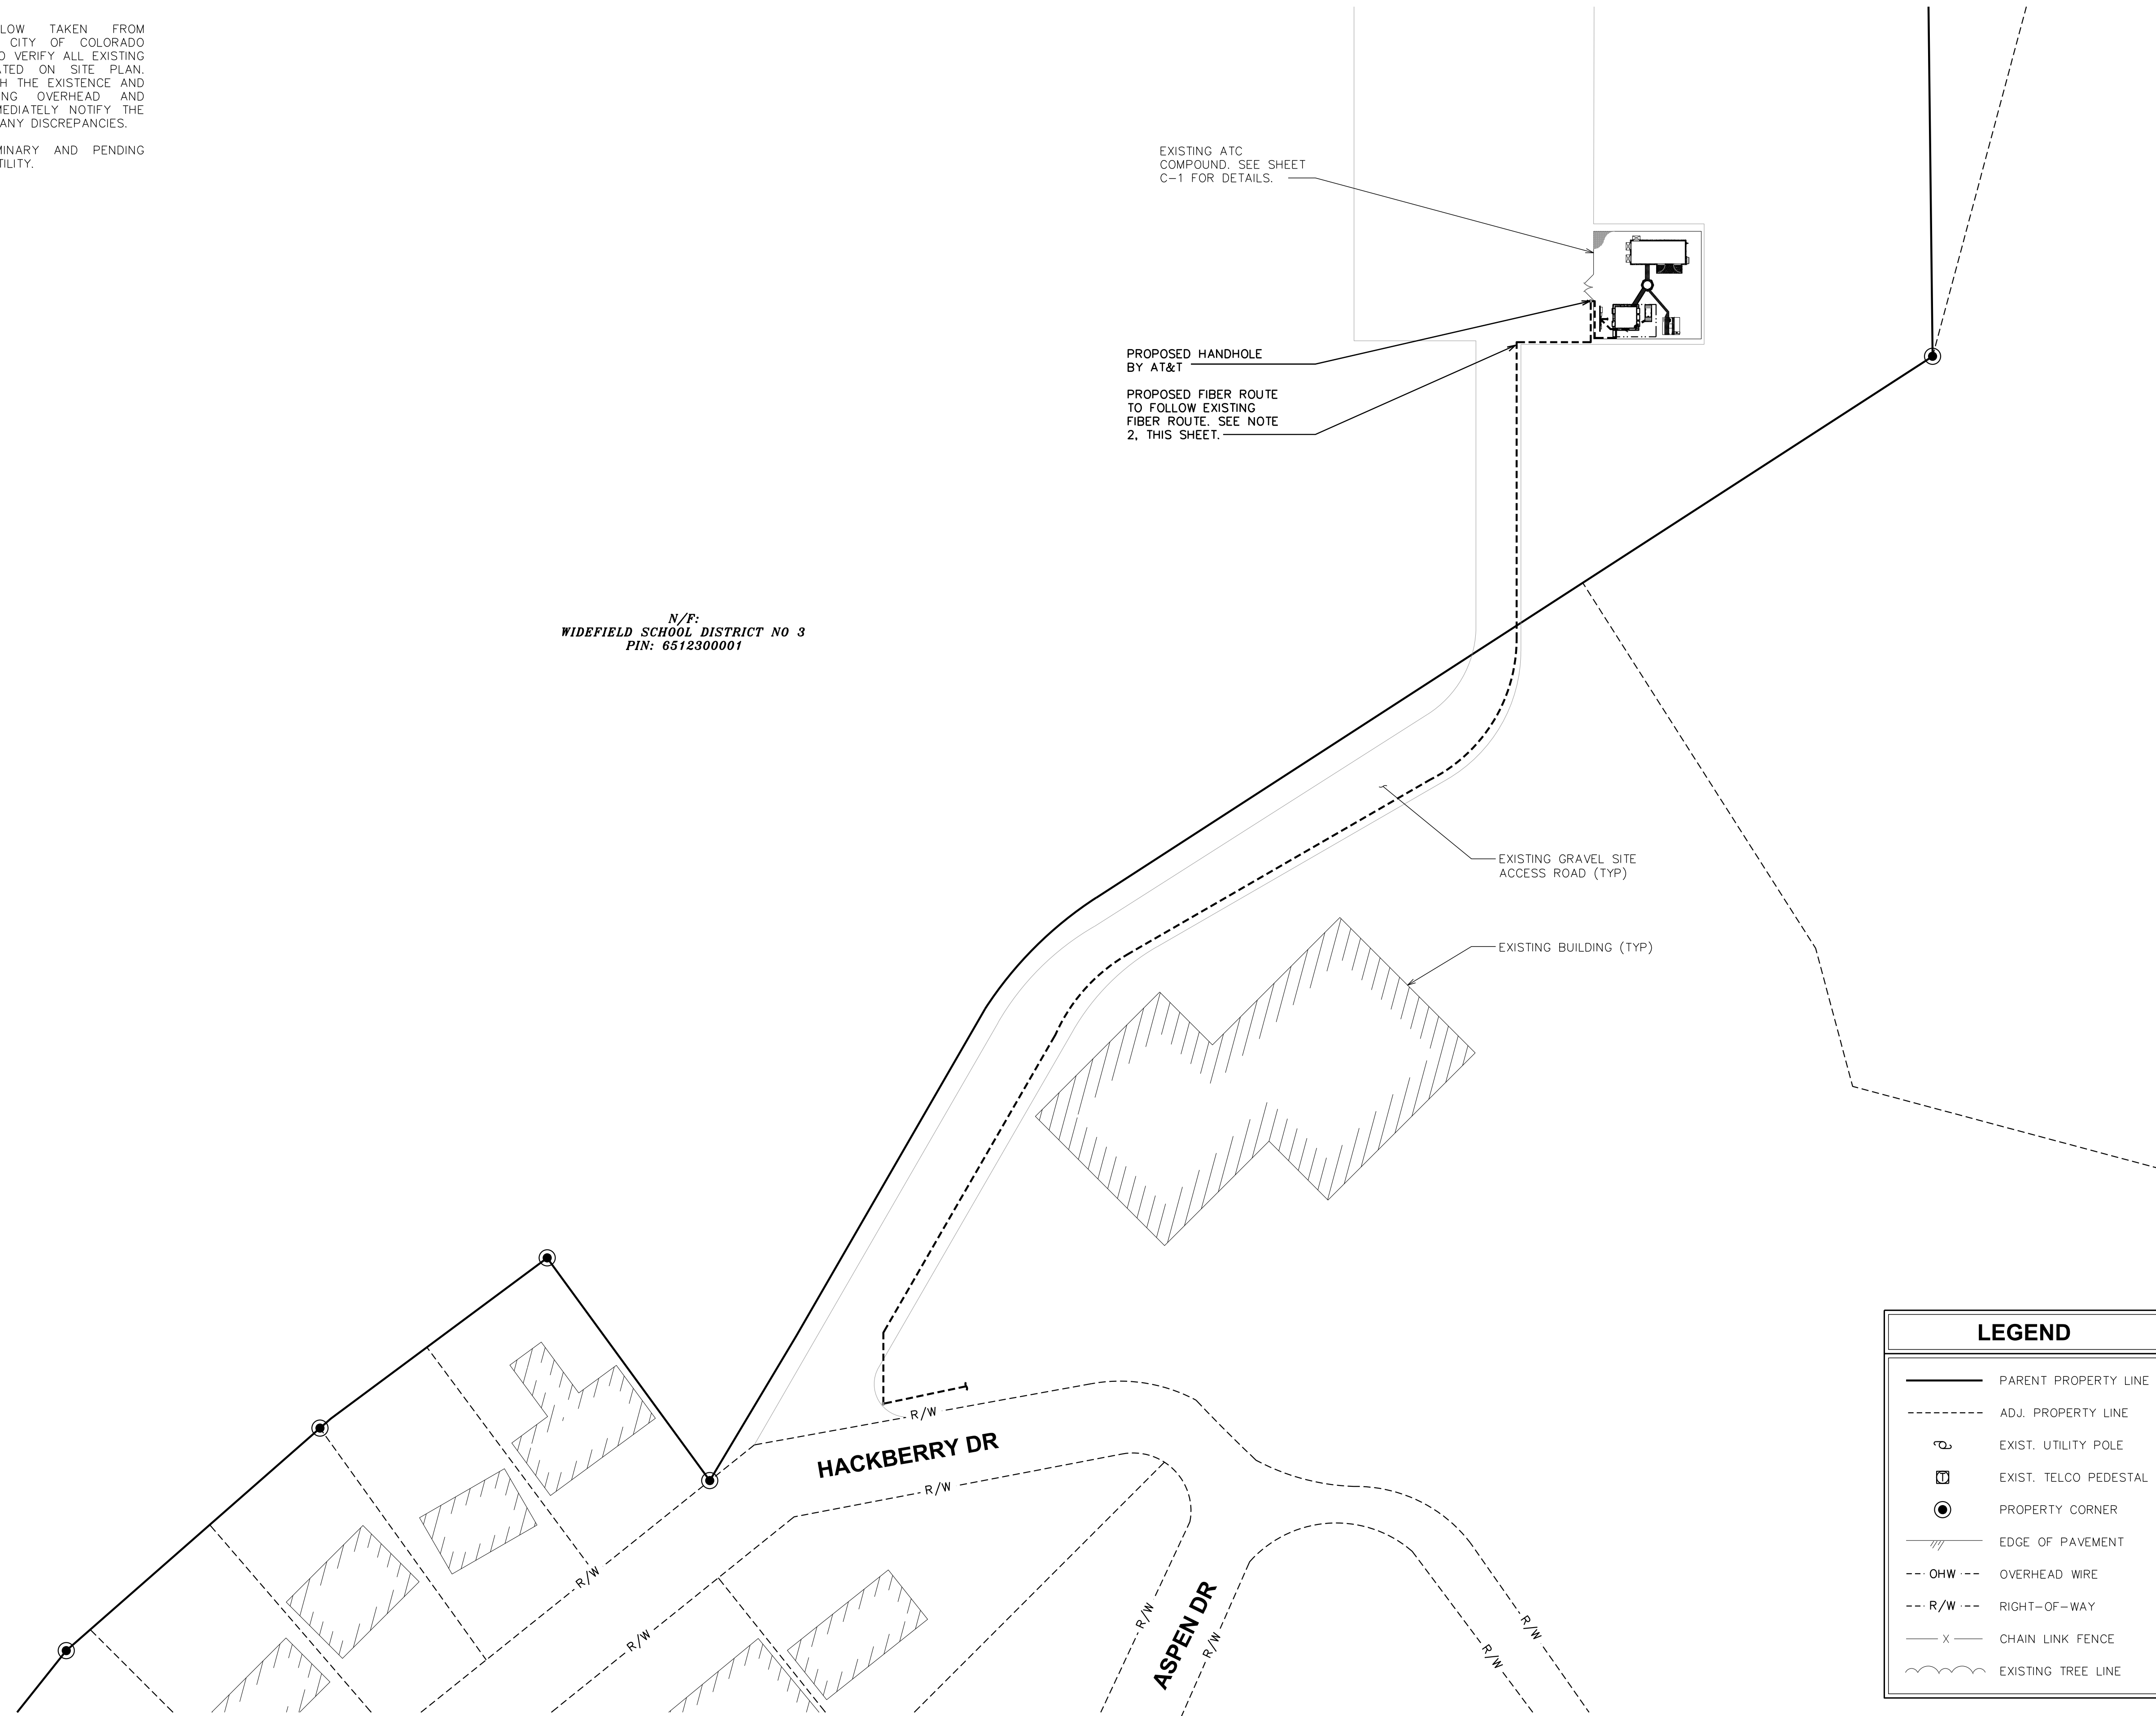 LOW TAKEN FROM
CITY OF COLORADO
O VERIFY ALL EXISTING
ATED ON SITE PLAN.
H THE EXISTENCE AND
NG OVERHEAD AND
MEDIATELY NOTIFY THE
ANY DISCREPANCIES.
MINARY AND PENDING
TILITY.
EXISTING ATC
COMPOUND. SEE SHEET
C-1 FOR DETAILS.
PROPOSED HANDHOLE
BY AT&T
PROPOSED FIBER ROUTE
TO FOLLOW EXISTING
FIBER ROUTE. SEE NOTE
2, THIS SHEET.
N/F:
WIDEFIELD SCHOOL DISTRICT NO 3
PIN: 6512300001
EXISTING GRAVEL SITE
ACCESS ROAD (TYP)
EXISTING BUILDING (TYP)
R/W
HACKBERRY DR
R/W
R/W
R/W
R/W
ASPEN DR
R/W
R/W
R/W
LEGEND
PARENT PROPERTY LINE
ADJ. PROPERTY LINE
EXIST. UTILITY POLE
T EXIST. TELCO PEDESTAL
PROPERTY CORNER
EDGE OF PAVEMENT
OHW OVERHEAD WIRE
R/W RIGHT-OF-WAY
X CHAIN LINK FENCE
EXISTING TREE LINE